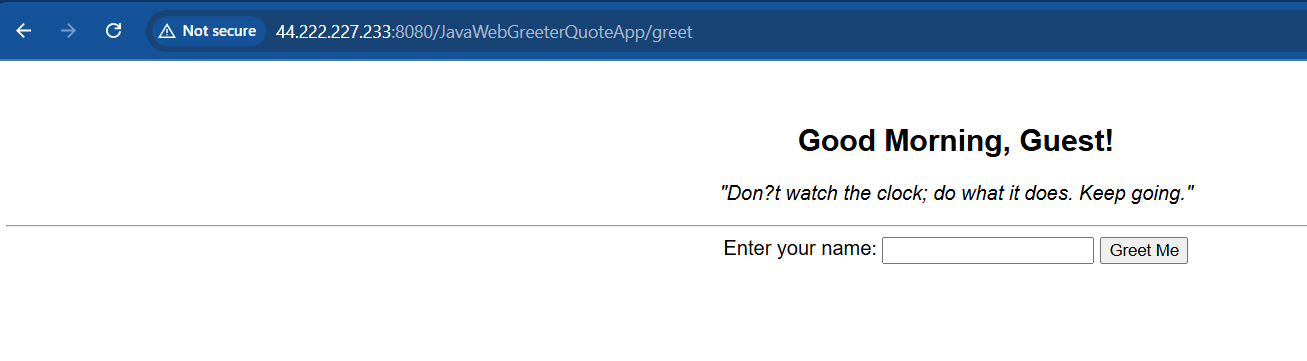 Not secure 44.222.227.233:8080/JavaWebGreeterQuoteApp/greet
Good Morning, Guest!
"Don?t watch the clock; do what it does. Keep going."
Enter your name: Greet Me